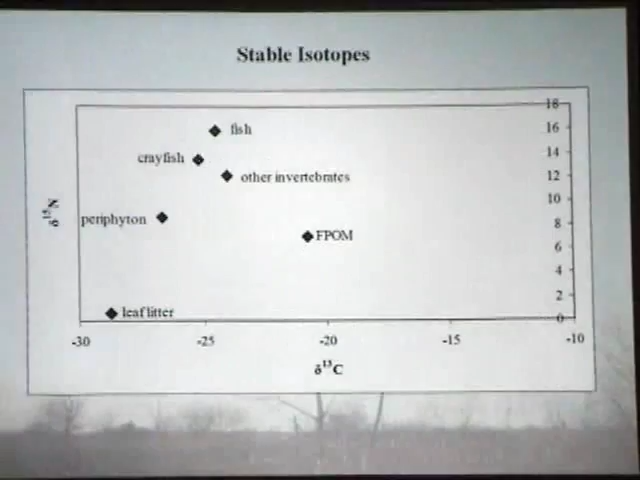 Stable Isotopes
18
fish
16
crayfish
14
other invertebrates
12
10
δ¹⁵N
periphyton
8
FPOM
6
4
2
leaf litter
0
-30
-25
-20
-15
-10
δ¹³C